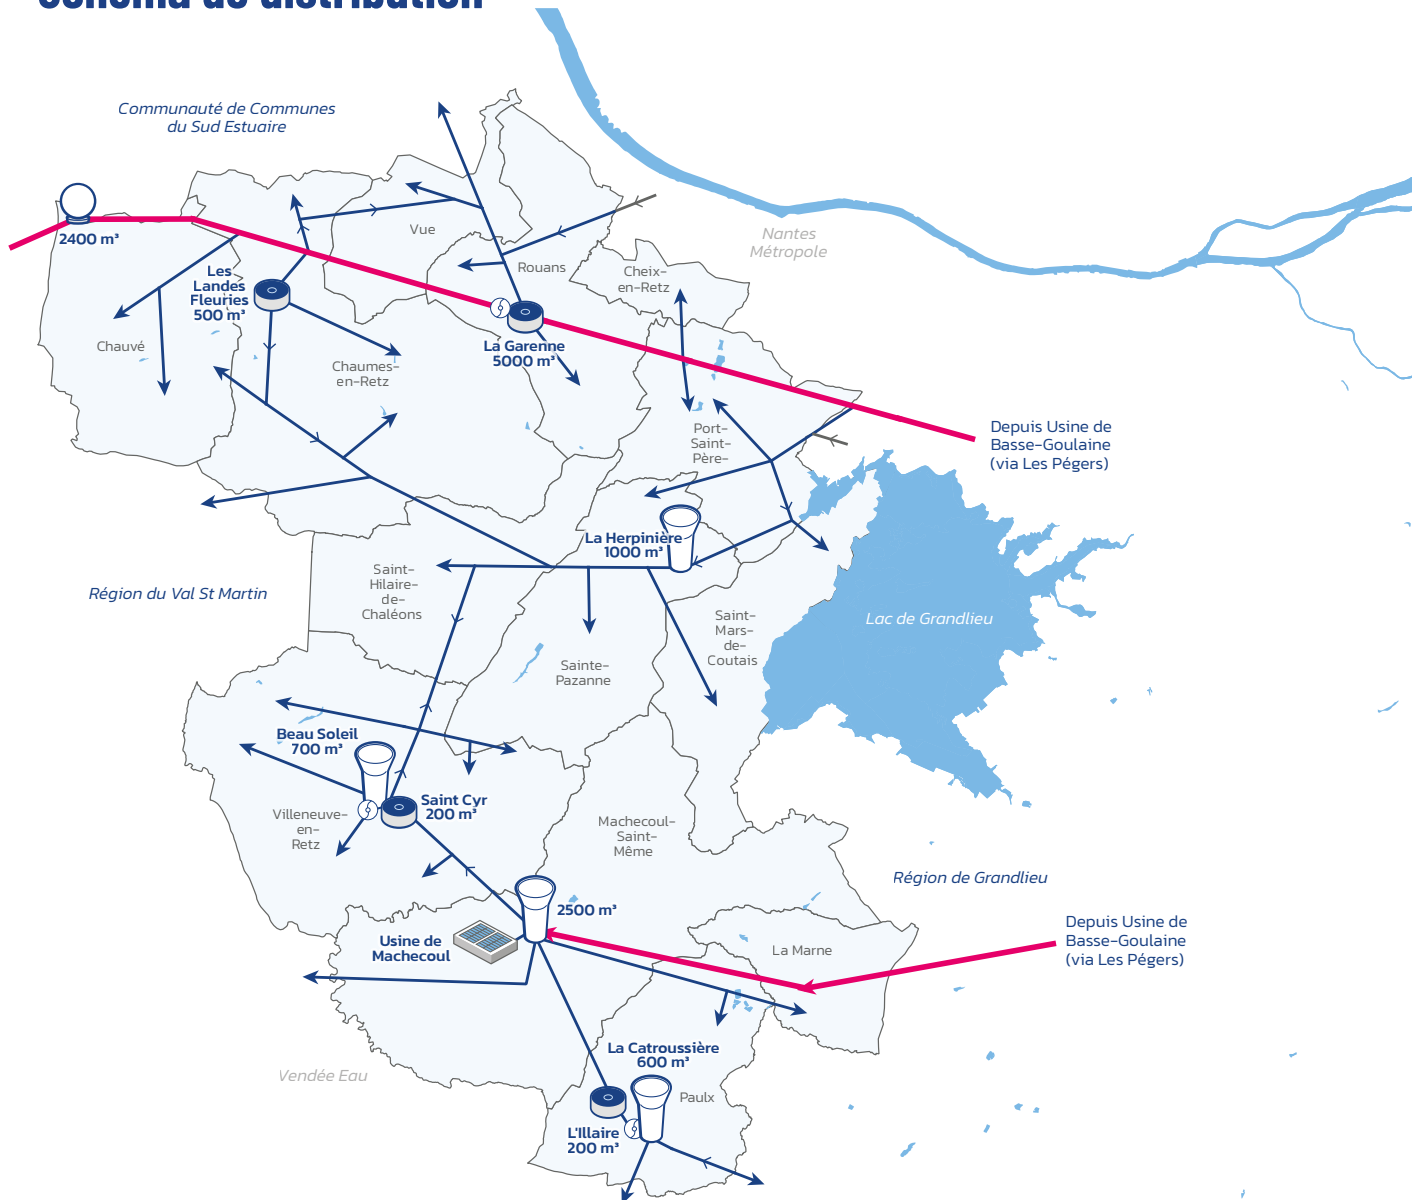 Schéma de distribution
Communauté de Communes
du Sud Estuaire
2400 m³
Vue
Nantes
Métropole
Rouans
Cheix-
en-Retz
Les
Landes
Fleuries
500 m³
Chauvé
La Garenne
5000 m³
Chaumes-
en-Retz
Port-
Saint-
Père-
Depuis Usine de
Basse-Goulaine
(via Les Pégers)
La Herpinière
1000 m³
Saint-
Hilaire-
de-
Chaléons
Région du Val St Martin
Saint-
Mars-
de-
Coutais
Lac de Grandlieu
Sainte-
Pazanne
Beau Soleil
700 m³
Saint Cyr
200 m³
Villeneuve-
en-
Retz
Machecoul-
Saint-
Même
Région de Grandlieu
2500 m³
Usine de
Machecoul
La Marne
Depuis Usine de
Basse-Goulaine
(via Les Pégers)
La Catroussière
600 m³
Vendée Eau
Paulx
L'Illaire
200 m³